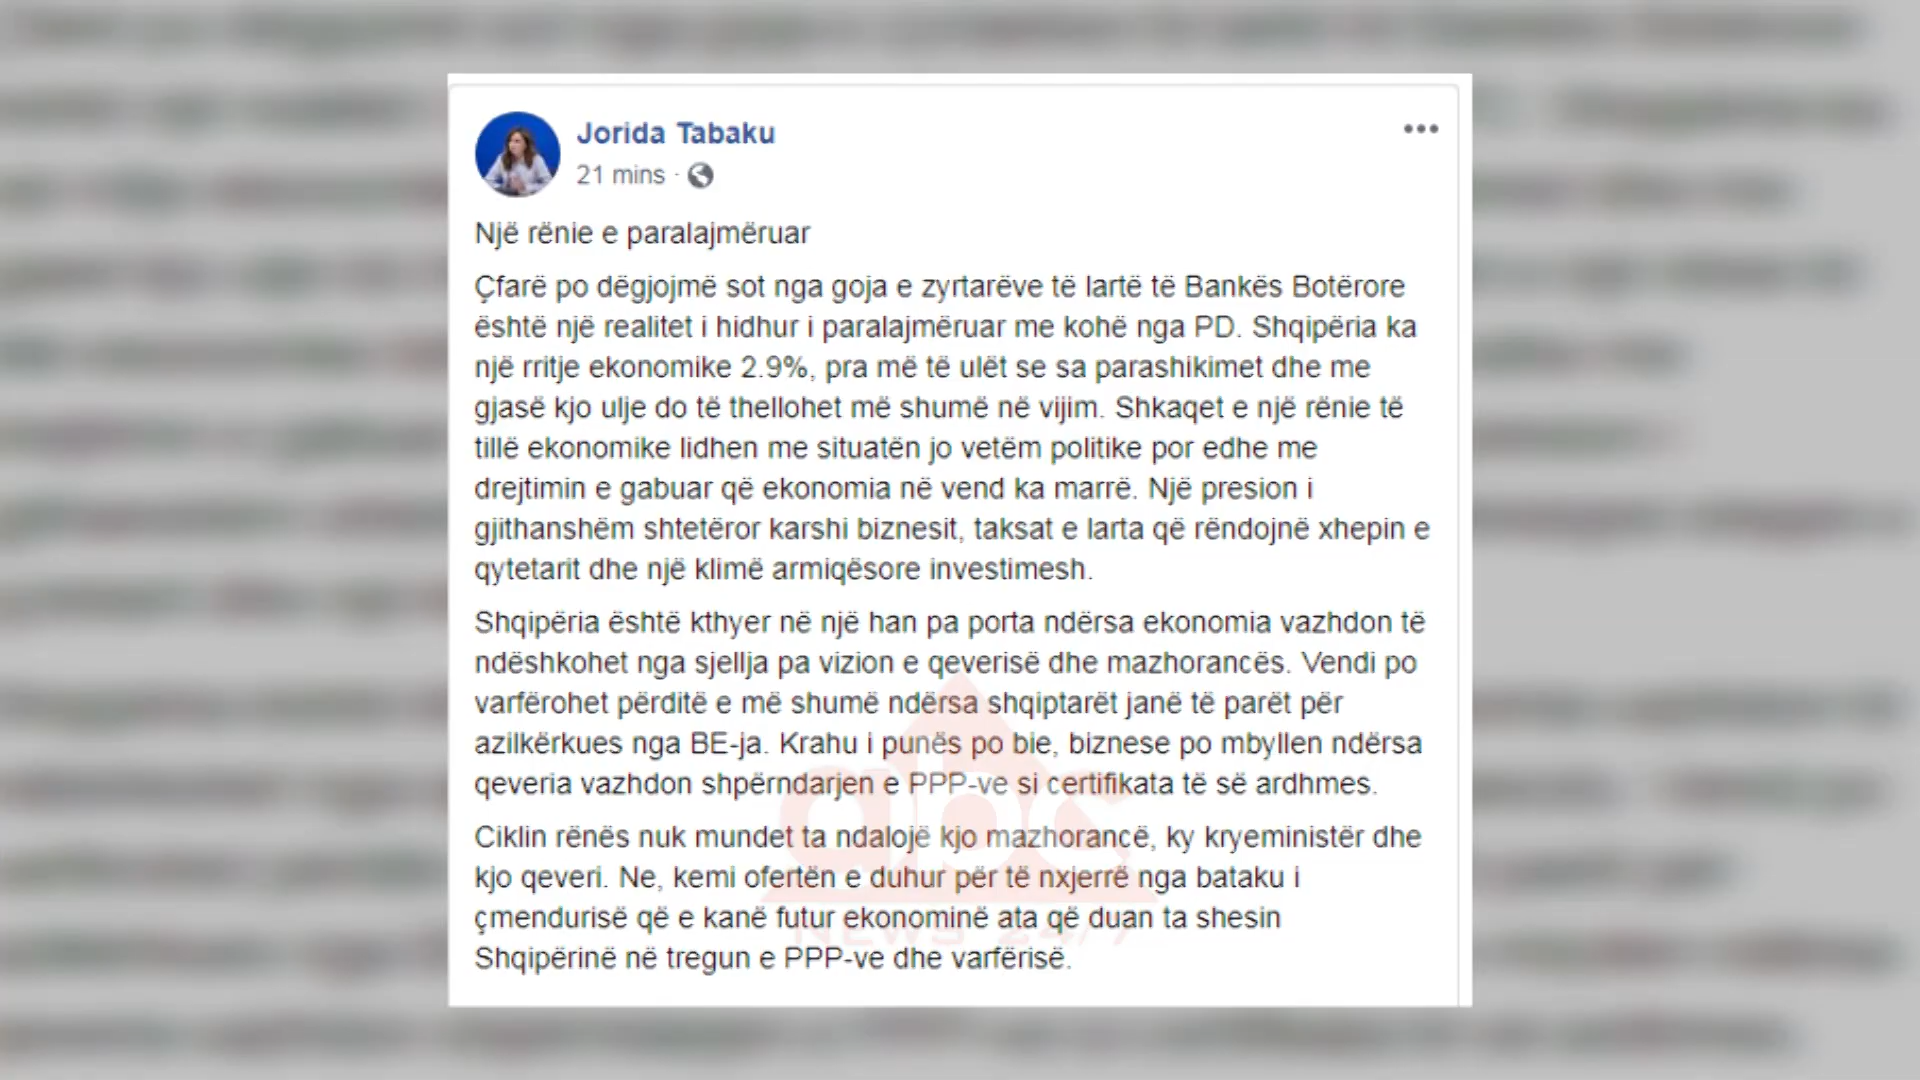 Jorida Tabaku
21 mins ·
Një rënie e paralajmëruar
Çfarë po dëgjojmë sot nga goja e zyrtarëve të lartë të Bankës Botërore
është një realitet i hidhur i paralajmëruar me kohë nga PD. Shqipëria ka
një rritje ekonomike 2.9%, pra më të ulët se sa parashikimet dhe me
gjasë kjo ulje do të thellohet më shumë në vijim. Shkaqet e një rënie të
tillë ekonomike lidhen me situatën jo vetëm politike por edhe me
drejtimin e gabuar që ekonomia në vend ka marrë. Një presion i
gjithanshëm shtetëror karshi biznesit, taksat e larta që rëndojnë xhepin e
qytetarit dhe një klimë armiqësore investimesh.
Shqipëria është kthyer në një han pa porta ndërsa ekonomia vazhdon të
ndëshkohet nga sjellja pa vizion e qeverisë dhe mazhorancës. Vendi po
varfërohet përditë e më shumë ndërsa shqiptarët janë të parët për
azilkërkues nga BE-ja. Krahu i punës po bie, biznese po mbyllen ndërsa
qeveria vazhdon shpërndarjen e PPP-ve si certifikata të së ardhmes.
Ciklin rënës nuk mundet ta ndalojë kjo mazhorancë, ky kryeministër dhe
kjo qeveri. Ne, kemi ofertën e duhur për të nxjerrë nga bataku i
çmendurisë që e kanë futur ekonominë ata që duan ta shesin
Shqipërinë në tregun e PPP-ve dhe varfërisë.
abc
NEWS 24/7